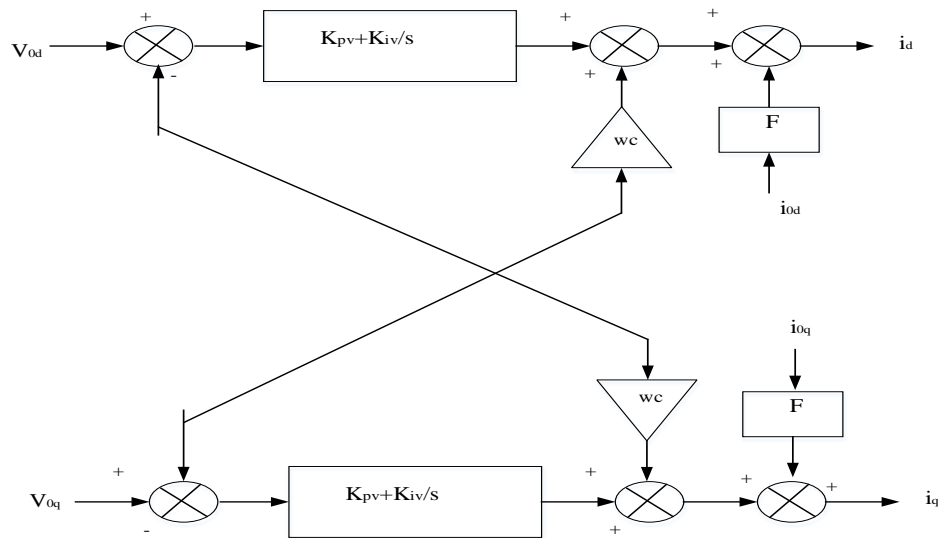 +
V0d
-
Kpv+Kiv/s
+
+
wc
+
+
F
i0d
id
i0q
wc
F
+
V0q
-
Kpv+Kiv/s
+
+
+
+
iq